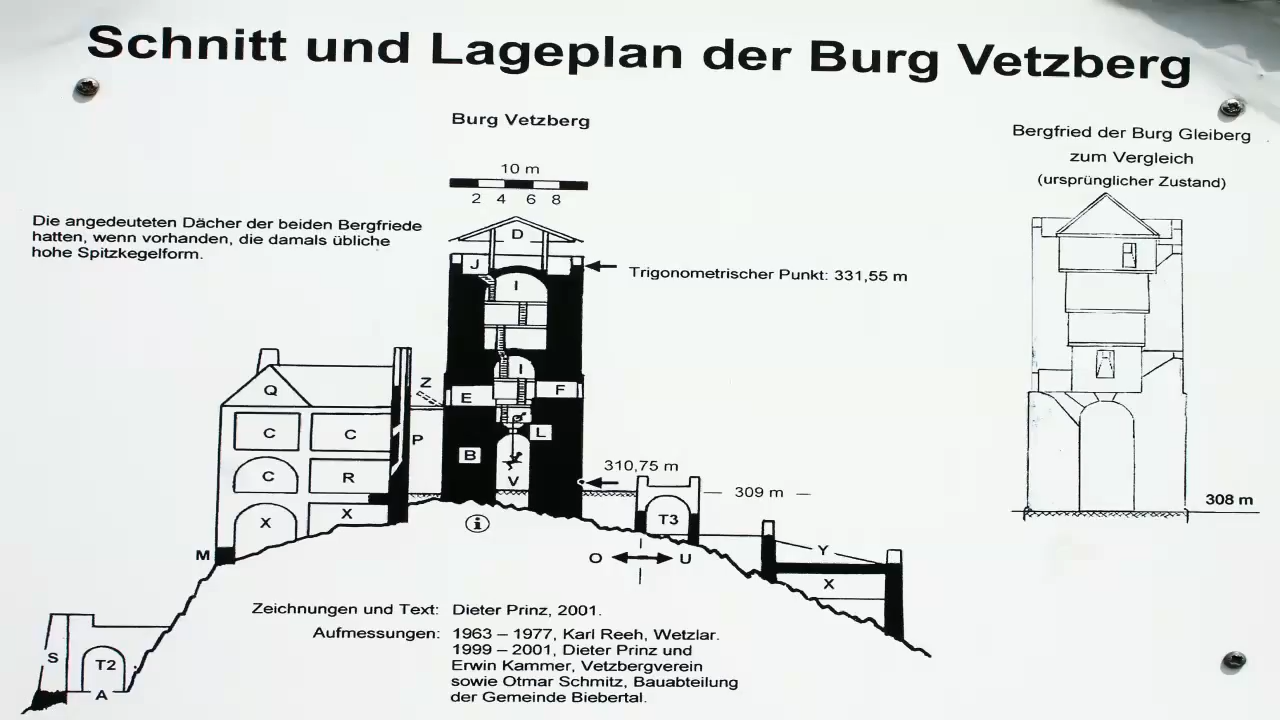 Schnitt und Lageplan der Burg Vetzberg
Burg Vetzberg
10 m
2 4 6 8
Bergfried der Burg Gleiberg
zum Vergleich
(ursprünglicher Zustand)
Die angedeuteten Dächer der beiden Bergfriede
hatten, wenn vorhanden, die damals übliche
hohe Spitzkegelform.
D
J
Trigonometrischer Punkt: 331,55 m
I
I
Z
Q
E
F
C
C
P
L
B
310,75 m
C
R
V
309 m
308 m
X
X
T3
i
M
O
U
Y
X
Zeichnungen und Text: Dieter Prinz, 2001.
Aufmessungen: 1963 – 1977, Karl Reeh, Wetzlar.
1999 – 2001, Dieter Prinz und
Erwin Kammer, Vetzbergverein
sowie Otmar Schmitz, Bauabteilung
der Gemeinde Biebertal.
S
T2
A